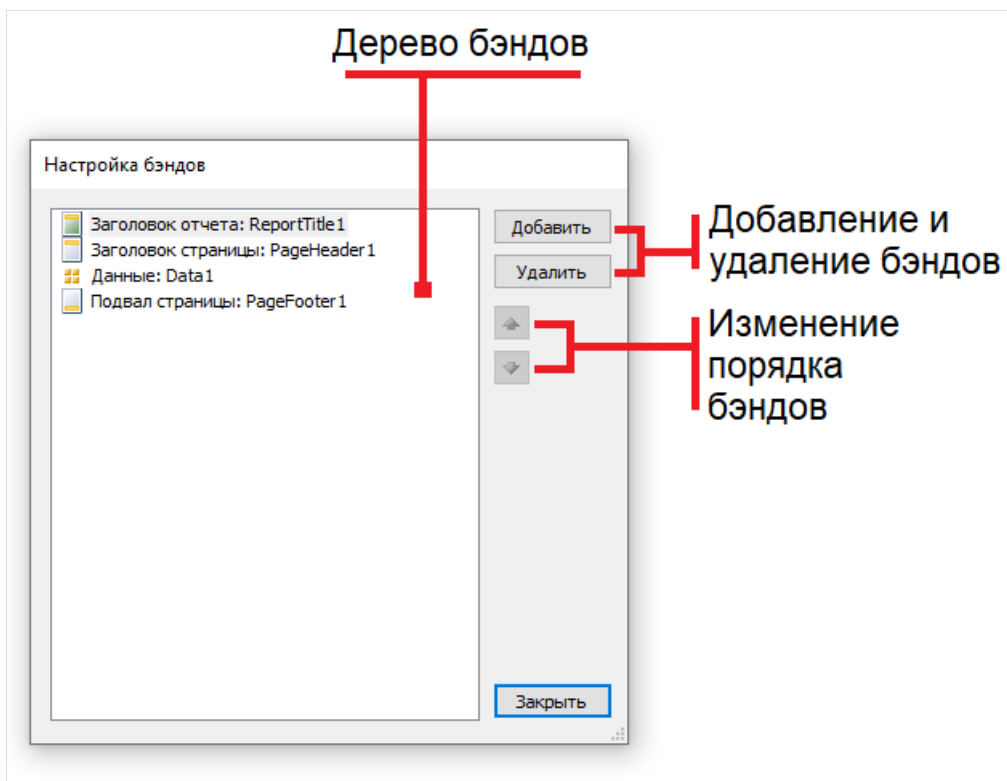 Дерево бэндов
Настройка бэндов
Заголовок отчета: ReportTitle1
Заголовок страницы: PageHeader1
Данные: Data1
Подвал страницы: PageFooter1
Добавить
Удалить
Закрыть
Добавление и
удаление бэндов
Изменение
порядка
бэндов